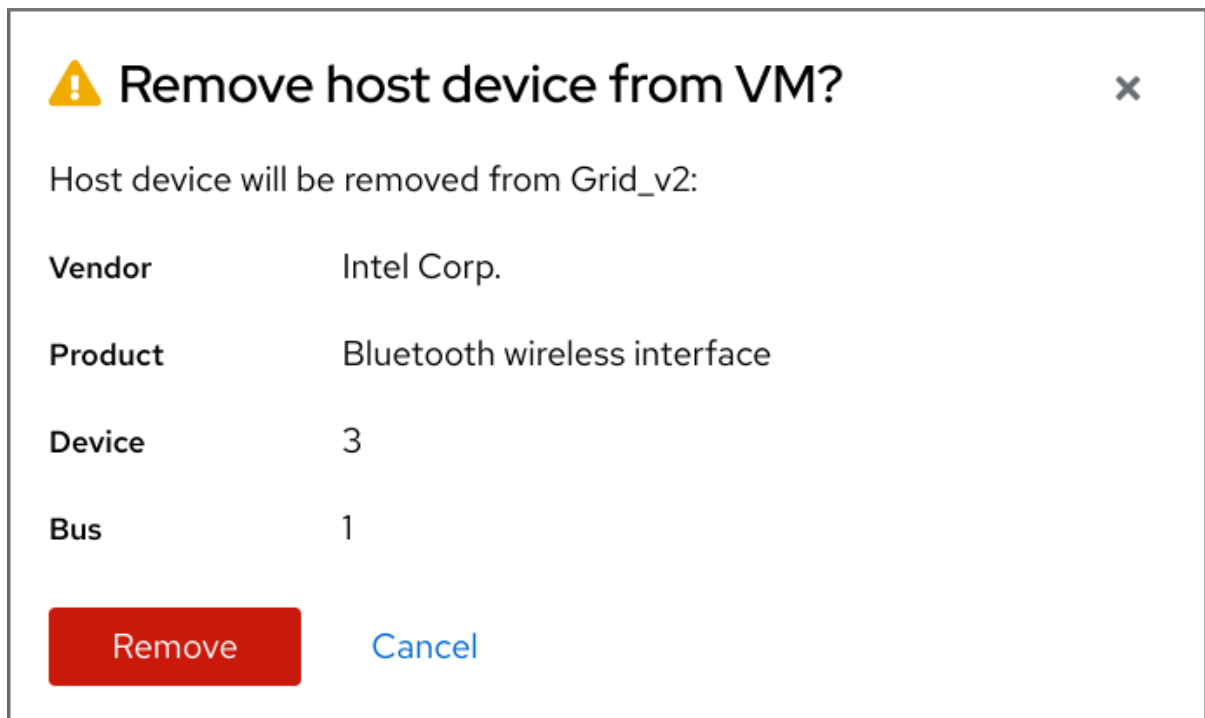 Remove host device from VM?
Host device will be removed from Grid_v2:
Vendor Intel Corp.
Product Bluetooth wireless interface
Device 3
Bus 1
Remove Cancel